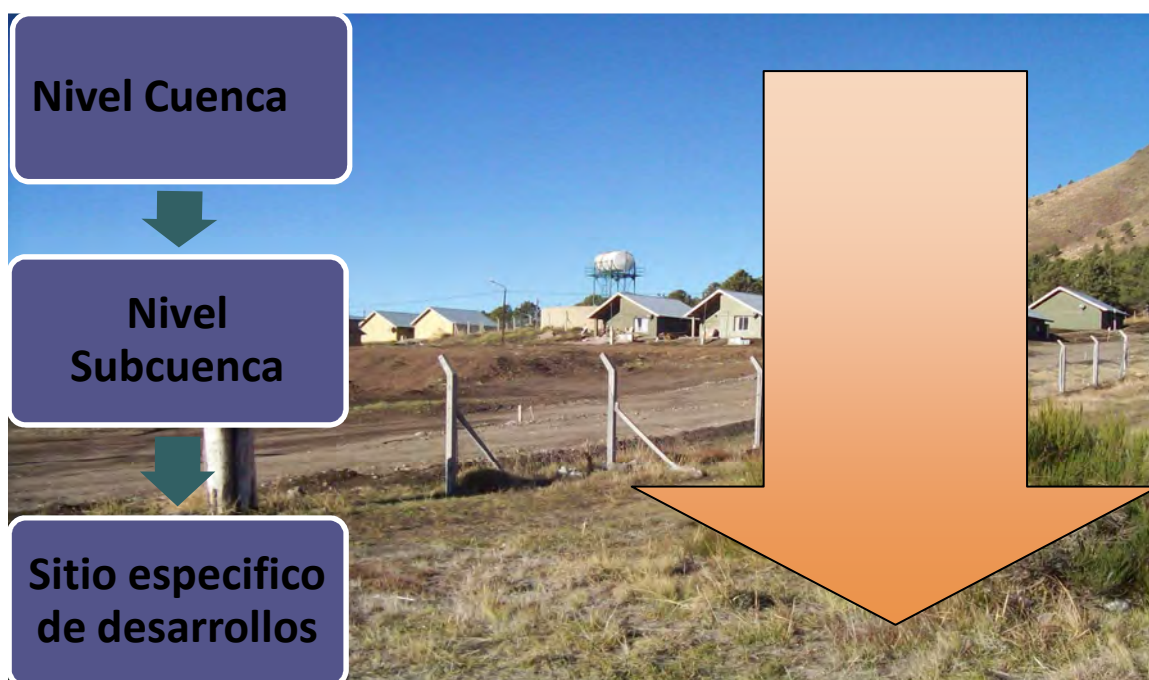 Nivel Cuenca
Nivel
Subcuenca
Sitio especifico
de desarrollos